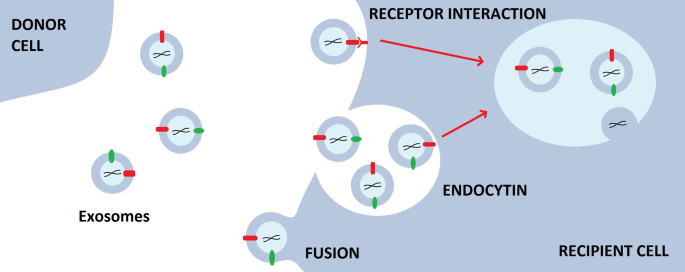 DONOR
CELL
RECEPTOR INTERACTION
Exosomes
ENDOCYTIN
FUSION
RECIPIENT CELL